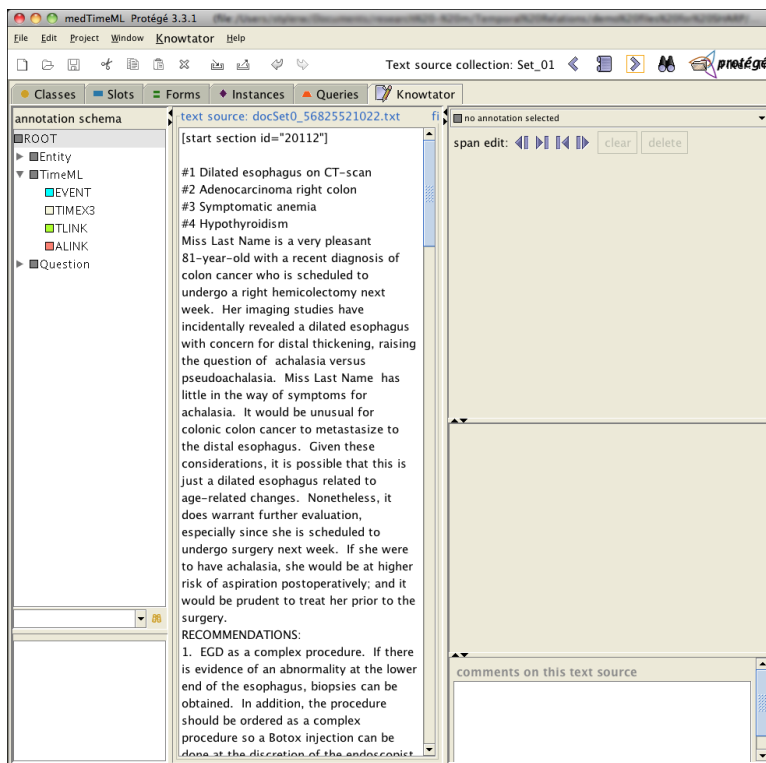 medTimeML  Protégé 3.3.1
File  Edit  Project  Window  Knowtator  Help
Text source collection: Set_01
protégé
Classes  Slots  Forms  Instances  Queries  Knowtator
annotation schema
ROOT
Entity
TimeML
EVENT
TIMEX3
TLINK
ALINK
Question
text source: docSet0_56825521022.txt  fi
[start section id="20112"]
#1 Dilated esophagus on CT-scan
#2 Adenocarcinoma right colon
#3 Symptomatic anemia
#4 Hypothyroidism
Miss Last Name is a very pleasant
81-year-old with a recent diagnosis of
colon cancer who is scheduled to
undergo a right hemicolectomy next
week.  Her imaging studies have
incidentally revealed a dilated esophagus
with concern for distal thickening, raising
the question of  achalasia versus
pseudoachalasia.  Miss Last Name  has
little in the way of symptoms for
achalasia.  It would be unusual for
colonic colon cancer to metastasize to
the distal esophagus.  Given these
considerations, it is possible that this is
just a dilated esophagus related to
age-related changes.  Nonetheless, it
does warrant further evaluation,
especially since she is scheduled to
undergo surgery next week.  If she were
to have achalasia, she would be at higher
risk of aspiration postoperatively; and it
would be prudent to treat her prior to the
surgery.
RECOMMENDATIONS:
1.  EGD as a complex procedure.  If there
is evidence of an abnormality at the lower
end of the esophagus, biopsies can be
obtained.  In addition, the procedure
should be ordered as a complex
procedure so a Botox injection can be
done at the discretion of the endoscopist
no annotation selected
span edit:  clear  delete
comments on this text source